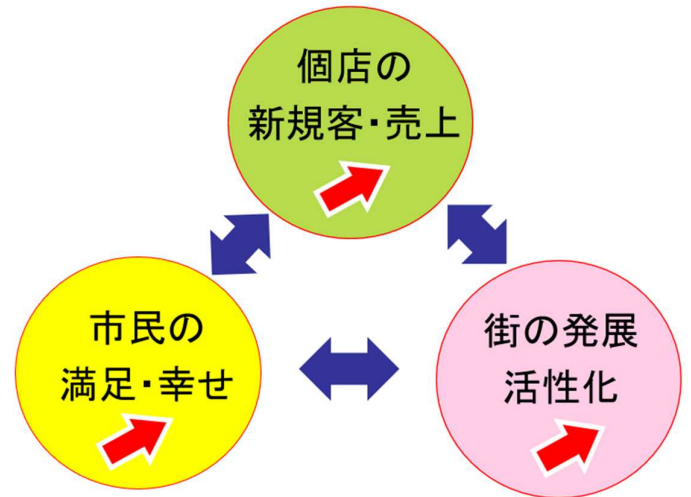 個店の
新規客・売上
市民の
満足・幸せ
街の発展
活性化